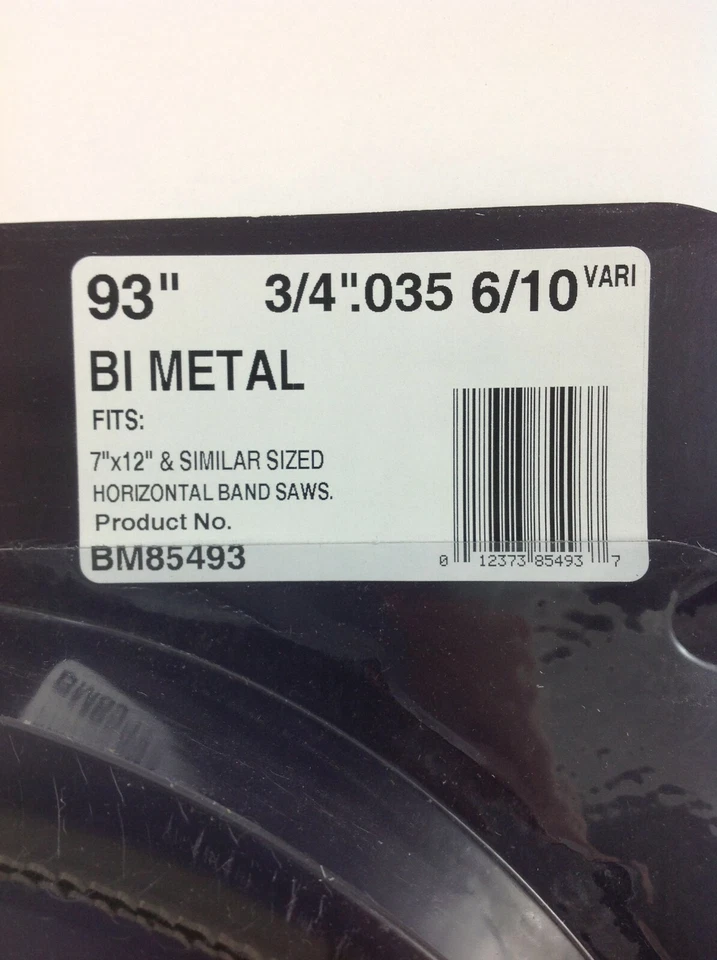 93" 3/4".035 6/10 VARI
BI METAL
FITS:
7"x12" & SIMILAR SIZED
HORIZONTAL BAND SAWS.
Product No.
BM85493
0 12373 85493 7